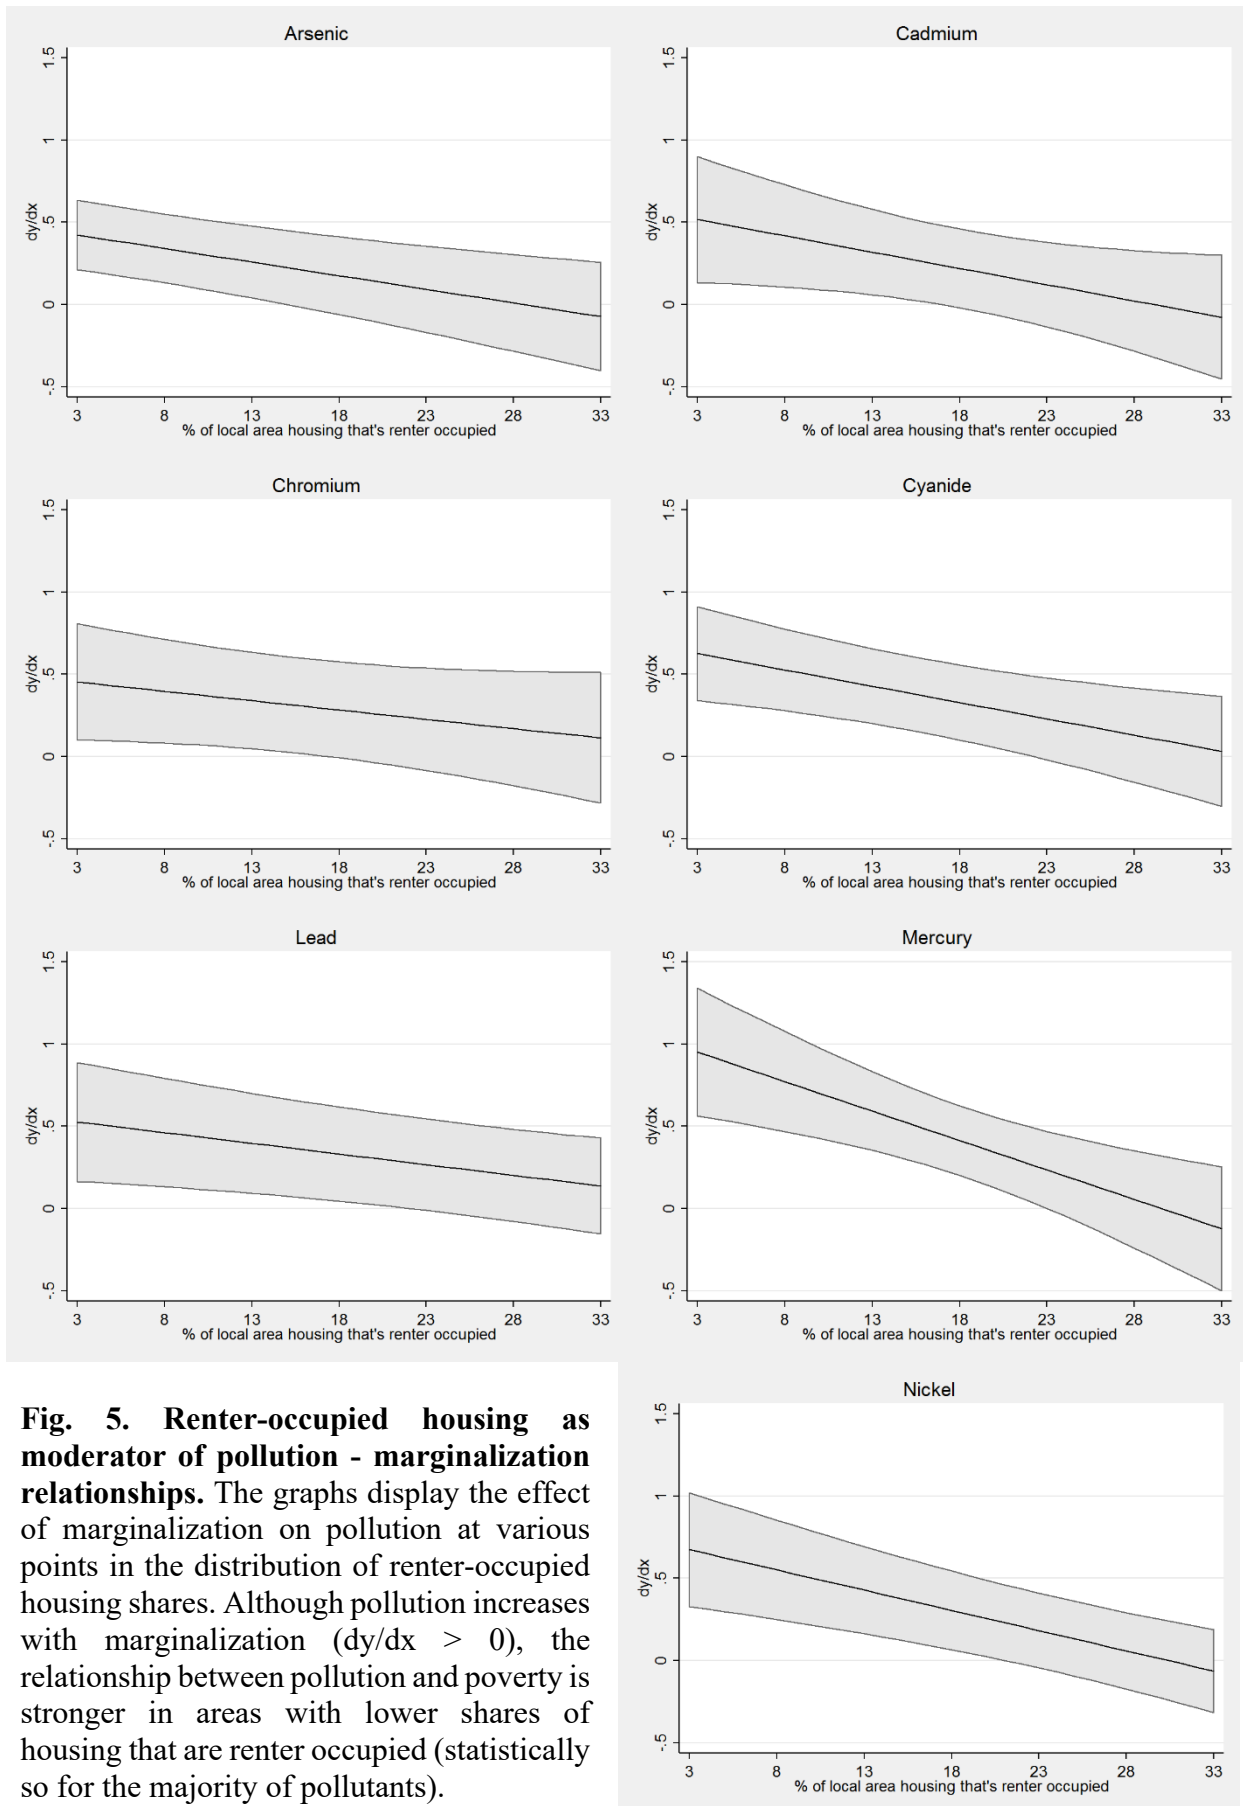 Arsenic
1.5
1
.5
0
-.5
dy/dx
3 8 13 18 23 28 33
% of local area housing that's renter occupied
Cadmium
1.5
1
.5
0
-.5
dy/dx
3 8 13 18 23 28 33
% of local area housing that's renter occupied
Chromium
1.5
1
.5
0
-.5
dy/dx
3 8 13 18 23 28 33
% of local area housing that's renter occupied
Cyanide
1.5
1
.5
0
-.5
dy/dx
3 8 13 18 23 28 33
% of local area housing that's renter occupied
Lead
1.5
1
.5
0
-.5
dy/dx
3 8 13 18 23 28 33
% of local area housing that's renter occupied
Mercury
1.5
1
.5
0
-.5
dy/dx
3 8 13 18 23 28 33
% of local area housing that's renter occupied
Fig. 5. Renter-occupied housing as
moderator of pollution - marginalization
relationships. The graphs display the effect
of marginalization on pollution at various
points in the distribution of renter-occupied
housing shares. Although pollution increases
with marginalization (dy/dx > 0), the
relationship between pollution and poverty is
stronger in areas with lower shares of
housing that are renter occupied (statistically
so for the majority of pollutants).
Nickel
1.5
1
.5
0
-.5
dy/dx
3 8 13 18 23 28 33
% of local area housing that's renter occupied